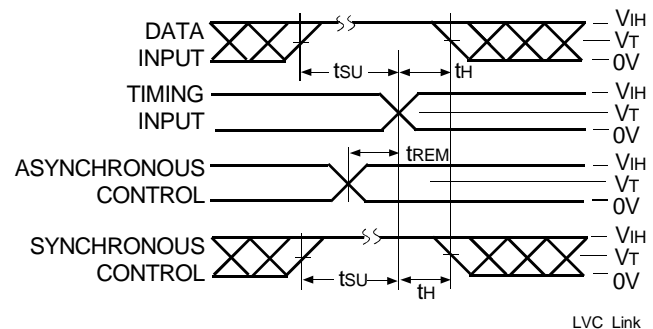 DATA
INPUT
tSU
tH
VIH
VT
0V
TIMING
INPUT
VIH
VT
0V
tREM
ASYNCHRONOUS
CONTROL
VIH
VT
0V
SYNCHRONOUS
CONTROL
tSU
tH
VIH
VT
0V
LVC Link